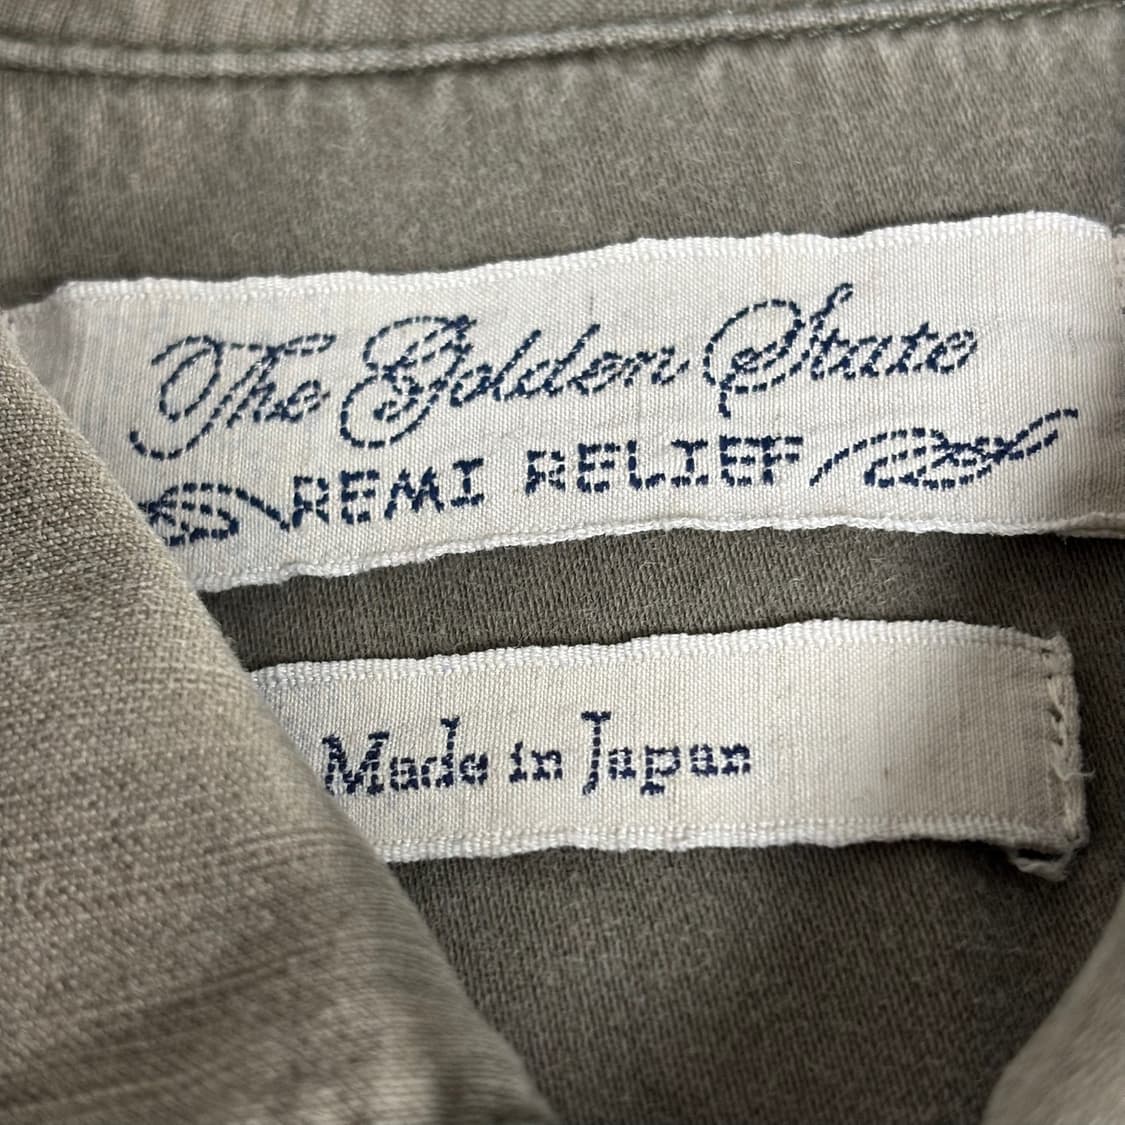 The Golden State
REMI RELIEF
Made in Japan